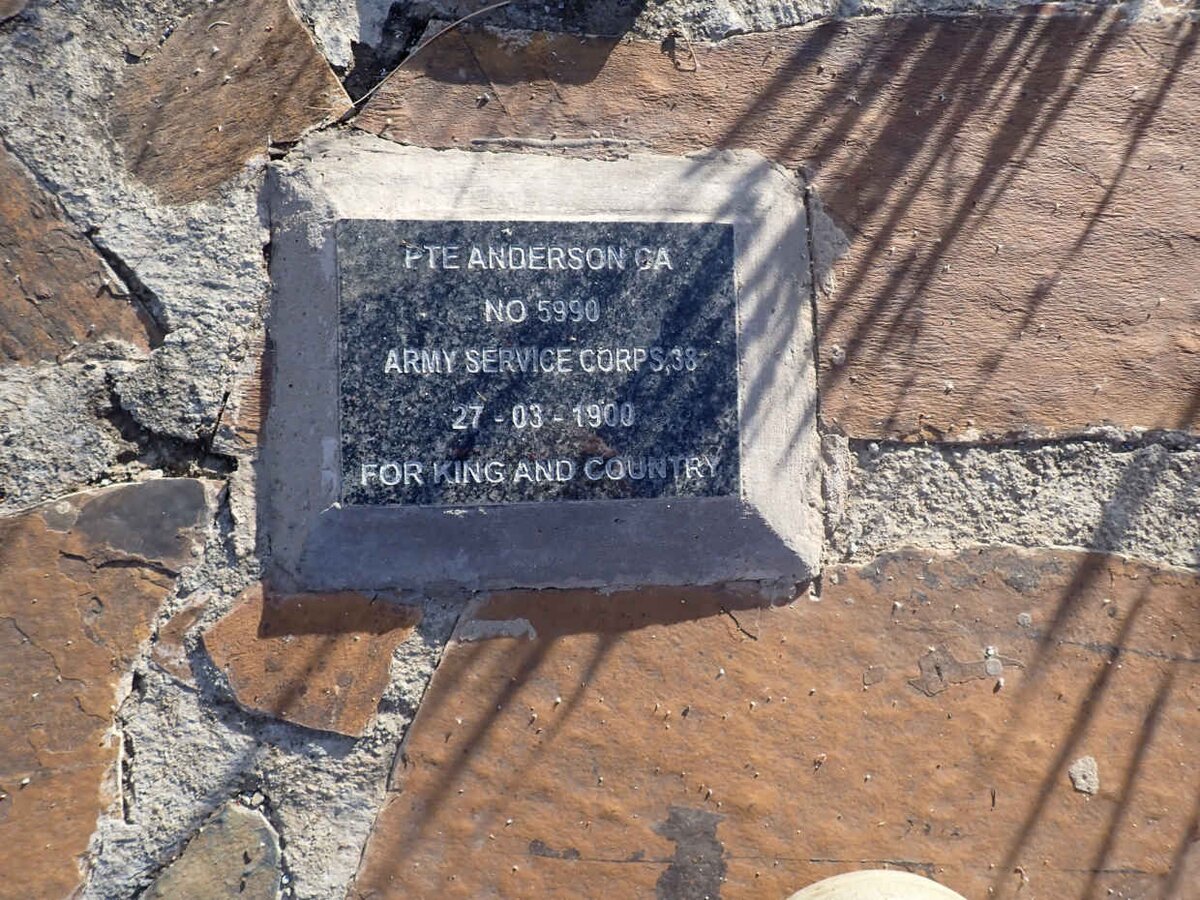 PTE ANDERSON CA
NO 5990
ARMY SERVICE CORPS,38
27 - 03 - 1900
FOR KING AND COUNTRY